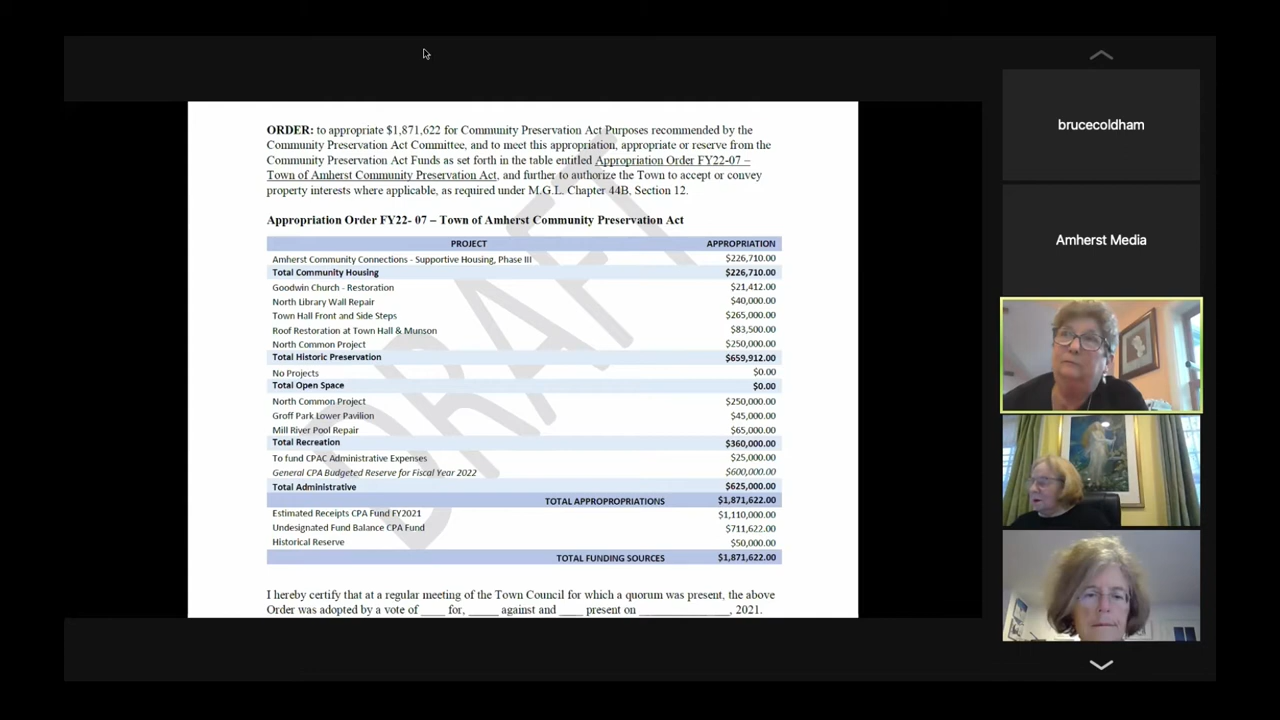 ORDER: to appropriate $1,871,622 for Community Preservation Act Purposes recommended by the
Community Preservation Act Committee, and to meet this appropriation, appropriate or reserve from the
Community Preservation Act Funds as set forth in the table entitled Appropriation Order FY22-07 –
Town of Amherst Community Preservation Act, and further to authorize the Town to accept or convey
property interests where applicable, as required under M.G.L. Chapter 44B, Section 12.
Appropriation Order FY22- 07 – Town of Amherst Community Preservation Act
PROJECT APPROPRIATION
Amherst Community Connections - Supportive Housing, Phase III $226,710.00
Total Community Housing $226,710.00
Goodwin Church - Restoration $21,412.00
North Library Wall Repair $40,000.00
Town Hall Front and Side Steps $265,000.00
Roof Restoration at Town Hall & Munson $83,500.00
North Common Project $250,000.00
Total Historic Preservation $659,912.00
No Projects $0.00
Total Open Space $0.00
North Common Project $250,000.00
Groff Park Lower Pavilion $45,000.00
Mill River Pool Repair $65,000.00
Total Recreation $360,000.00
To fund CPAC Administrative Expenses $25,000.00
General CPA Budgeted Reserve for Fiscal Year 2022 $600,000.00
Total Administrative $625,000.00
TOTAL APPROPROPRIATIONS $1,871,622.00
Estimated Receipts CPA Fund FY2021 $1,110,000.00
Undesignated Fund Balance CPA Fund $711,622.00
Historical Reserve $50,000.00
TOTAL FUNDING SOURCES $1,871,622.00
I hereby certify that at a regular meeting of the Town Council for which a quorum was present, the above
Order was adopted by a vote of ____ for, _____ against and ____ present on ________________, 2021.
DRAFT
brucecoldham
Amherst Media